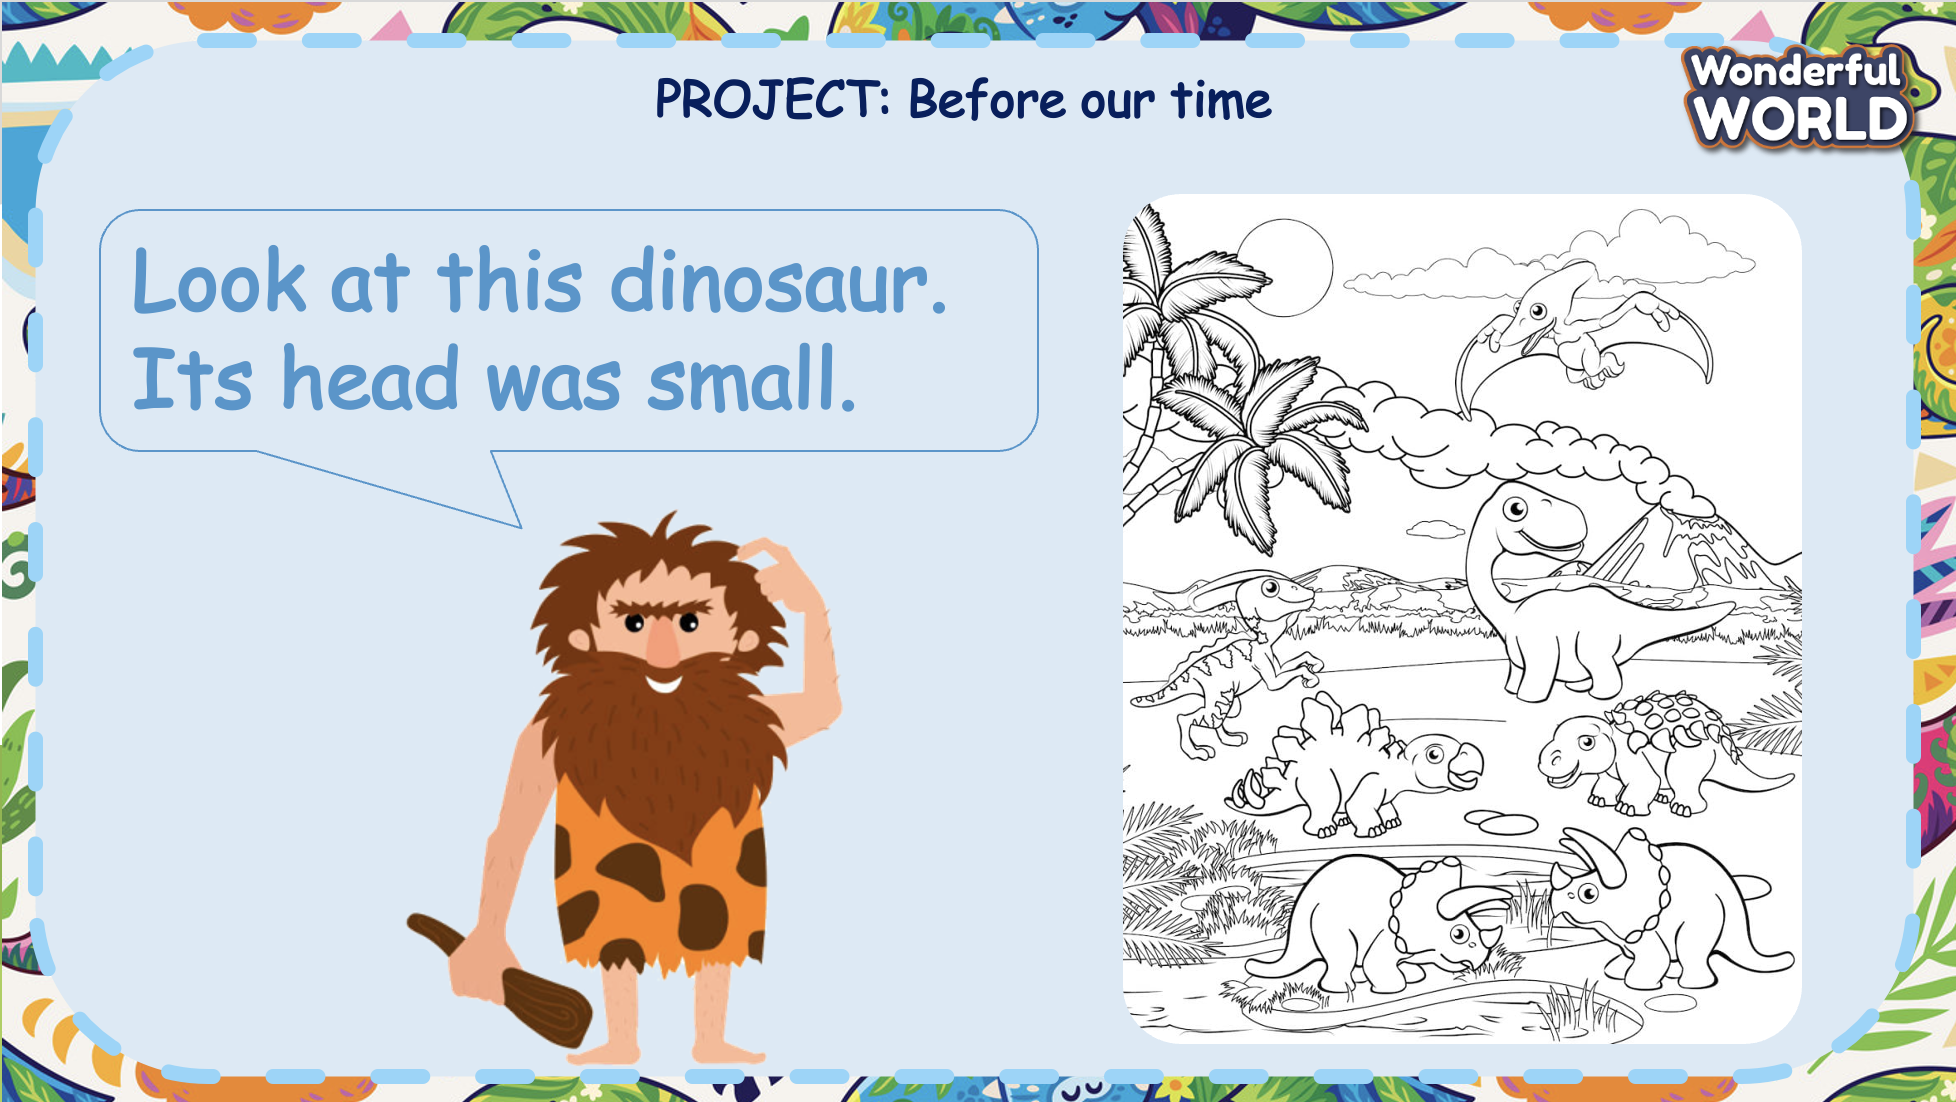 PROJECT: Before our time
Wonderful
WORLD
Look at this dinosaur.
Its head was small.